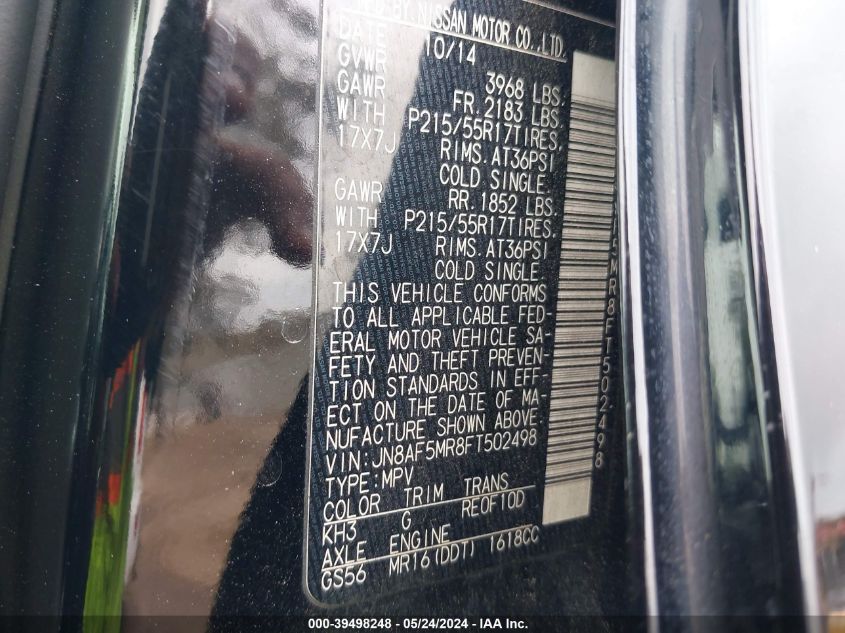 MFD BY NISSAN MOTOR CO., LTD.
DATE 10/14
GVWR 3968 LBS.
GAWR FR. 2183 LBS
WITH P215/55R17TIRES.
17X7J RIMS. AT36PSI
COLD SINGLE.
GAWR RR. 1852 LBS.
WITH P215/55R17TIRES.
17X7J RIMS. AT36PSI
COLD SINGLE.
THIS VEHICLE CONFORMS
TO ALL APPLICABLE FED-
ERAL MOTOR VEHICLE SA-
FETY AND THEFT PREVEN-
TION STANDARDS IN EFF-
ECT ON THE DATE OF MA-
NUFACTURE SHOWN ABOVE
VIN: JN8AF5MR8FT502498
TYPE: MPV
COLOR TRIM TRANS
KH3 G RE0F10D
AXLE ENGINE
GS56 MR16(DDT) 1618CC
5MR8FT502498
000-39498248 - 05/24/2024 - IAA Inc.